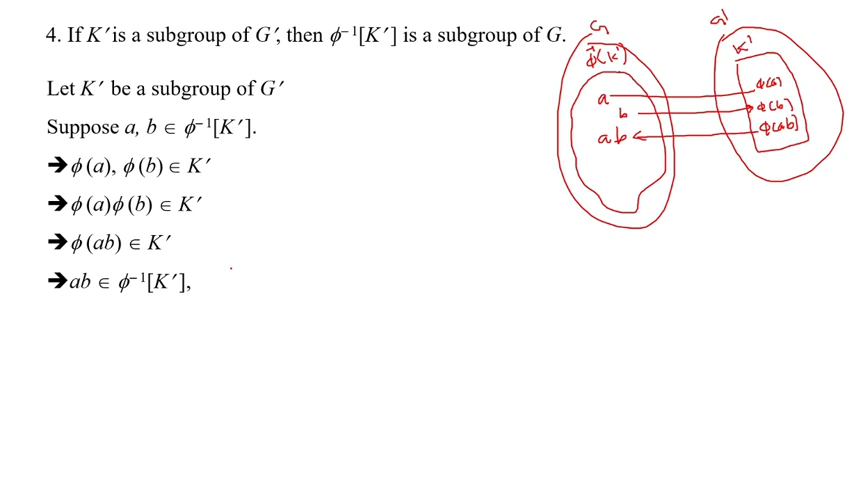 4. If K′ is a subgroup of G′, then ϕ⁻¹[K′] is a subgroup of G.
Let K′ be a subgroup of G′
Suppose a, b ∈ ϕ⁻¹[K′].
➔ϕ (a), ϕ (b) ∈ K′
➔ϕ (a)ϕ (b) ∈ K′
➔ϕ (ab) ∈ K′
➔ab ∈ ϕ⁻¹[K′],
G
ϕ⁻¹(K')
a
b
ab
G'
K'
ϕ(a)
ϕ(b)
ϕ(ab)